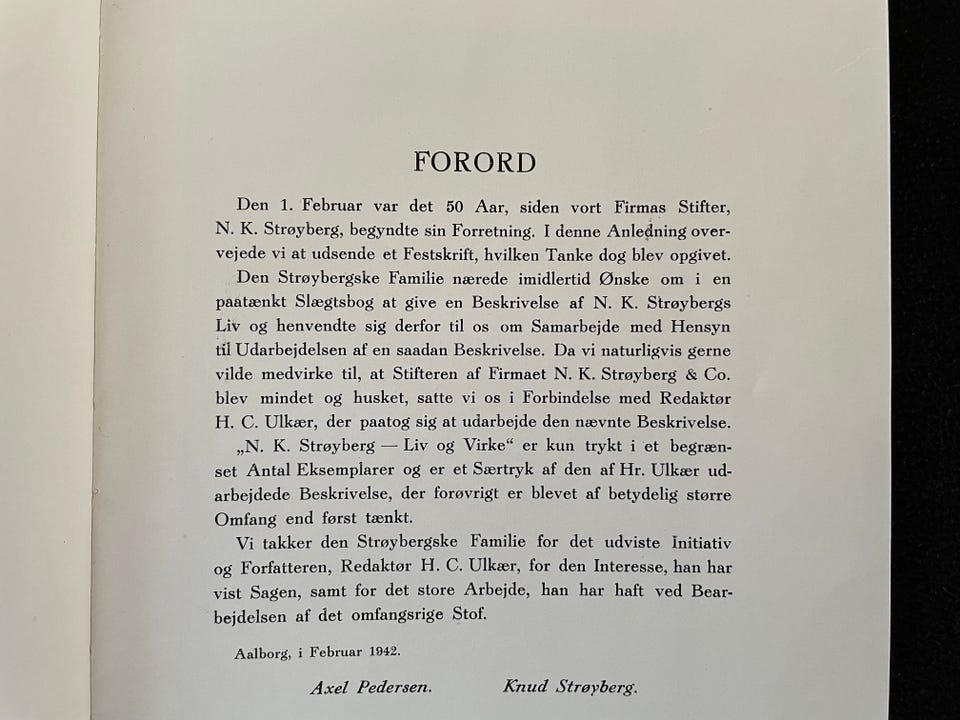 FORORD
Den 1. Februar var det 50 Aar, siden vort Firmas Stifter,
N. K. Strøyberg, begyndte sin Forretning. I denne Anledning over-
vejede vi at udsende et Festskrift, hvilken Tanke dog blev opgivet.
Den Strøybergske Familie nærede imidlertid Ønske om i en
paatænkt Slægtsbog at give en Beskrivelse af N. K. Strøybergs
Liv og henvendte sig derfor til os om Samarbejde med Hensyn
til Udarbejdelsen af en saadan Beskrivelse. Da vi naturligvis gerne
vilde medvirke til, at Stifteren af Firmaet N. K. Strøyberg & Co.
blev mindet og husket, satte vi os i Forbindelse med Redaktør
H. C. Ulkær, der paatog sig at udarbejde den nævnte Beskrivelse.
„N. K. Strøyberg — Liv og Virke“ er kun trykt i et begræn-
set Antal Eksemplarer og er et Særtryk af den af Hr. Ulkær ud-
arbejdede Beskrivelse, der forøvrigt er blevet af betydelig større
Omfang end først tænkt.
Vi takker den Strøybergske Familie for det udviste Initiativ
og Forfatteren, Redaktør H. C. Ulkær, for den Interesse, han har
vist Sagen, samt for det store Arbejde, han har haft ved Bear-
bejdelsen af det omfangsrige Stof.
Aalborg, i Februar 1942.
Axel Pedersen. Knud Strøyberg.